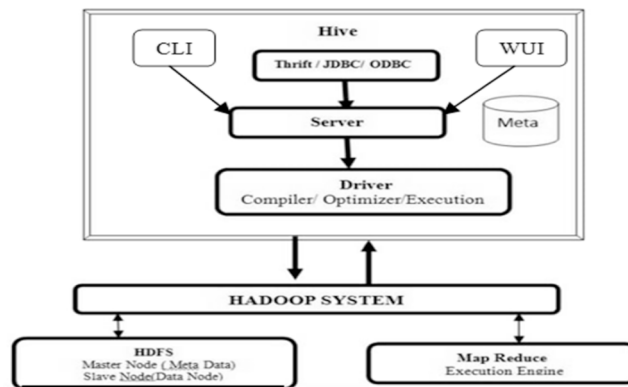 Hive
CLI
WUI
Thrift / JDBC/ ODBC
Server
Meta
Driver
Compiler/ Optimizer/Execution
HADOOP SYSTEM
HDFS
Master Node ( Meta Data)
Slave Node(Data Node)
Map Reduce
Execution Engine